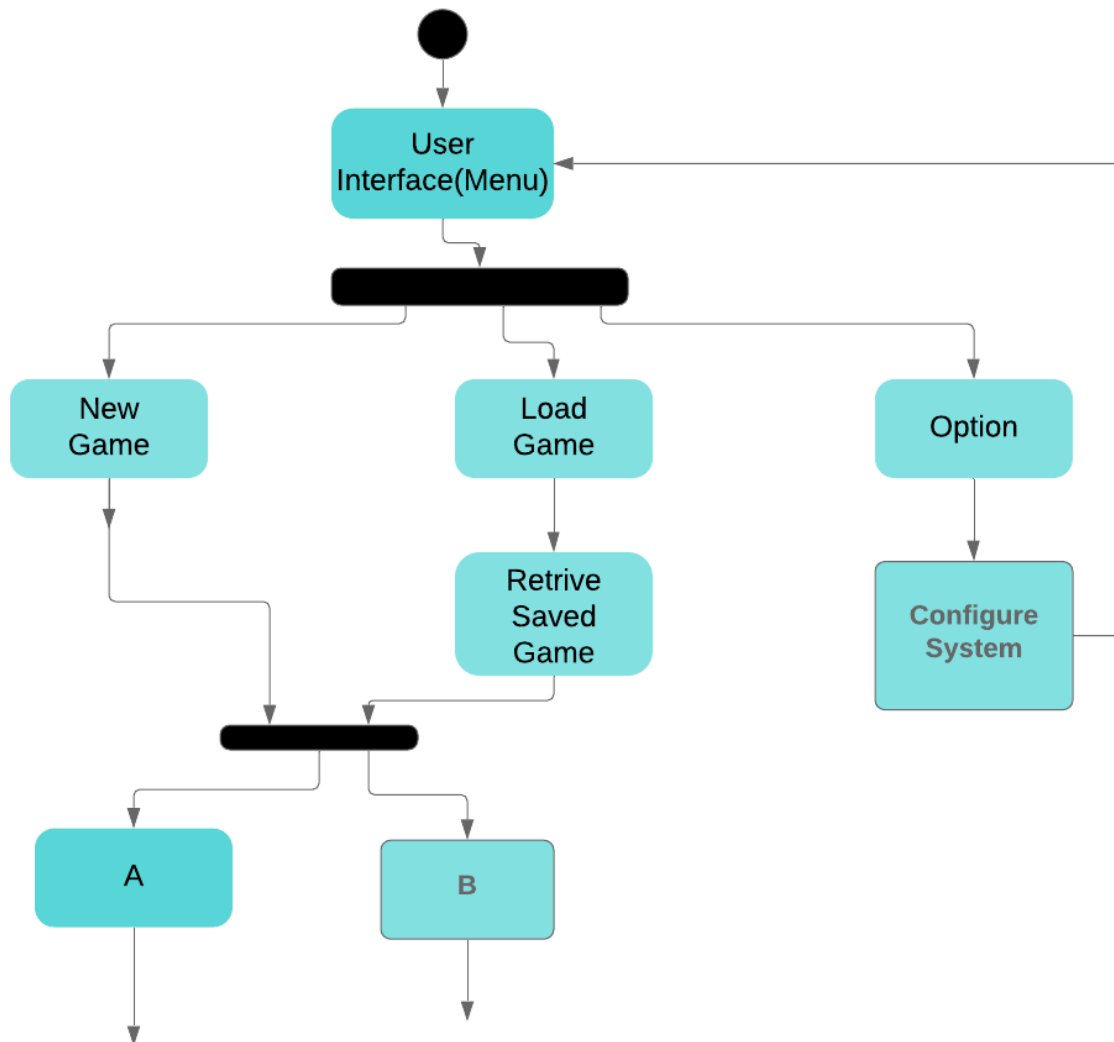 User
Interface(Menu)
New
Game
Load
Game
Option
Retrive
Saved
Game
Configure
System
A
B